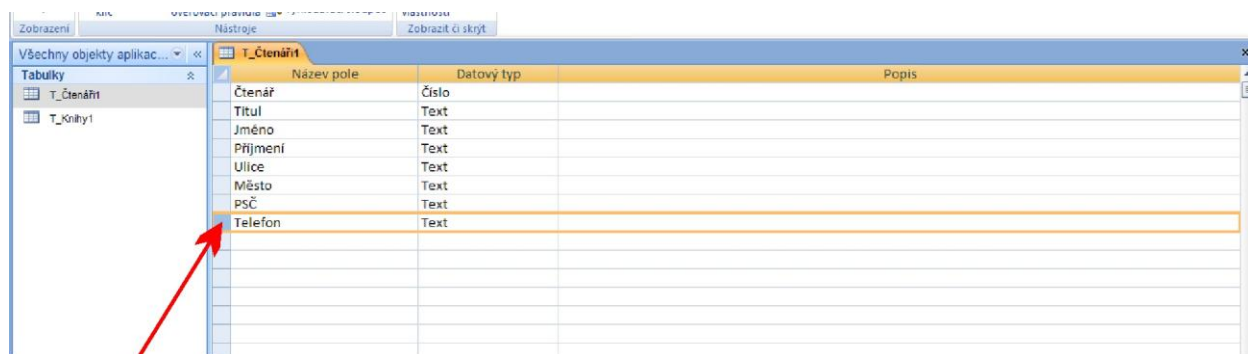 Zobrazení Nástroje Zobrazit či skrýt
Všechny objekty aplikac... «
Tabulky
T_Čtenáři1
T_Knihy1
T_Čtenáři1
Název pole Datový typ Popis
Čtenář Číslo
Titul Text
Jméno Text
Příjmení Text
Ulice Text
Město Text
PSČ Text
Telefon Text